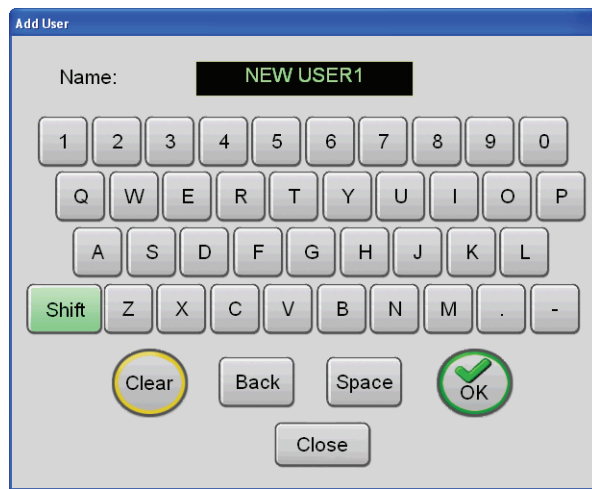 Add User
Name: NEW USER1
1 2 3 4 5 6 7 8 9 0
Q W E R T Y U I O P
A S D F G H J K L
Shift Z X C V B N M . -
Clear Back Space OK
Close